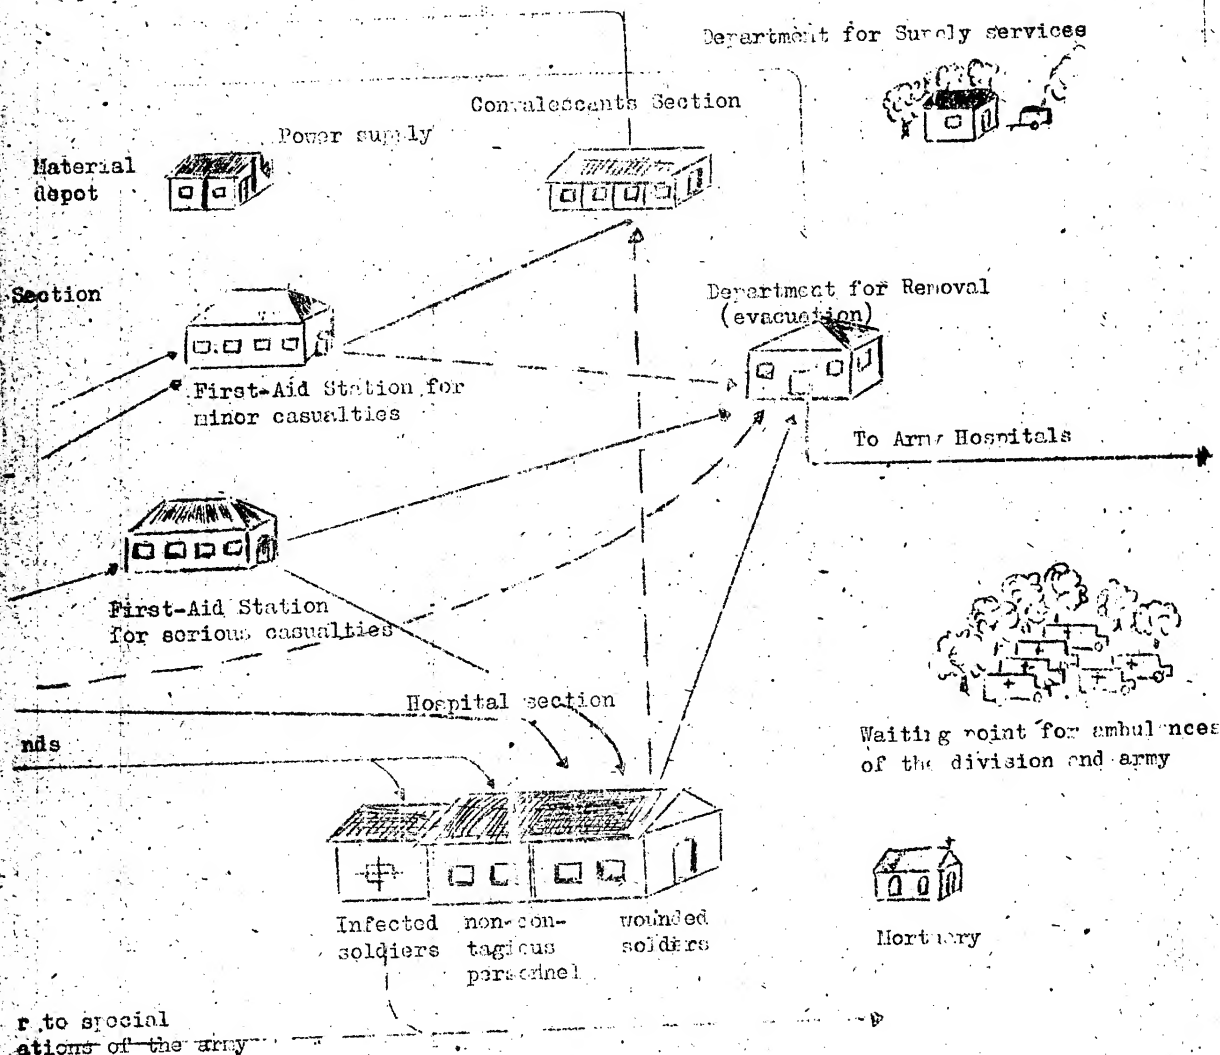 Department for Supply services
Convalescants Section
Power supply
Material
depot
Section
Department for Removal
(evacuation)
First-Aid Station for
minor casualties
To Army Hospitals
First-Aid Station
for serious casualties
Hospital section
nds
Waiting point for ambulances
of the division and army
Infected
soldiers
non-con-
tagious
personnel
wounded
soldiers
Mortuary
r to special
ations of the army